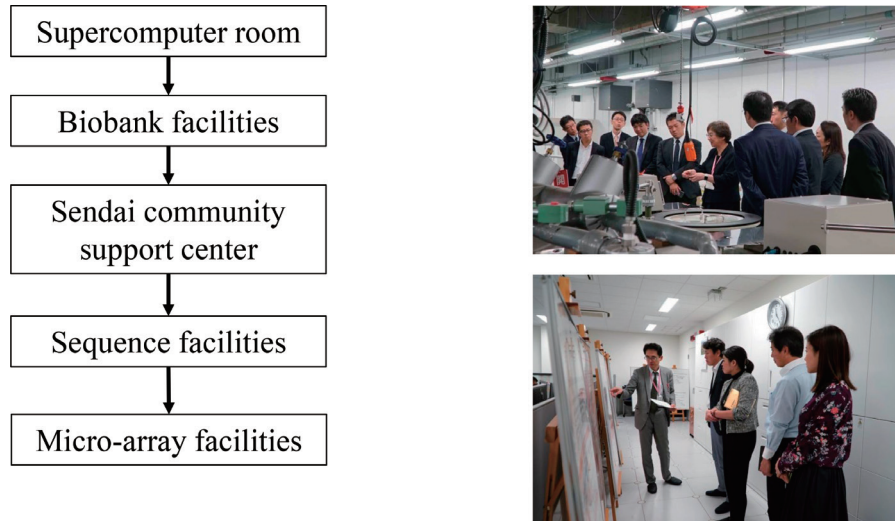 Supercomputer room
Biobank facilities
Sendai community
support center
Sequence facilities
Micro-array facilities